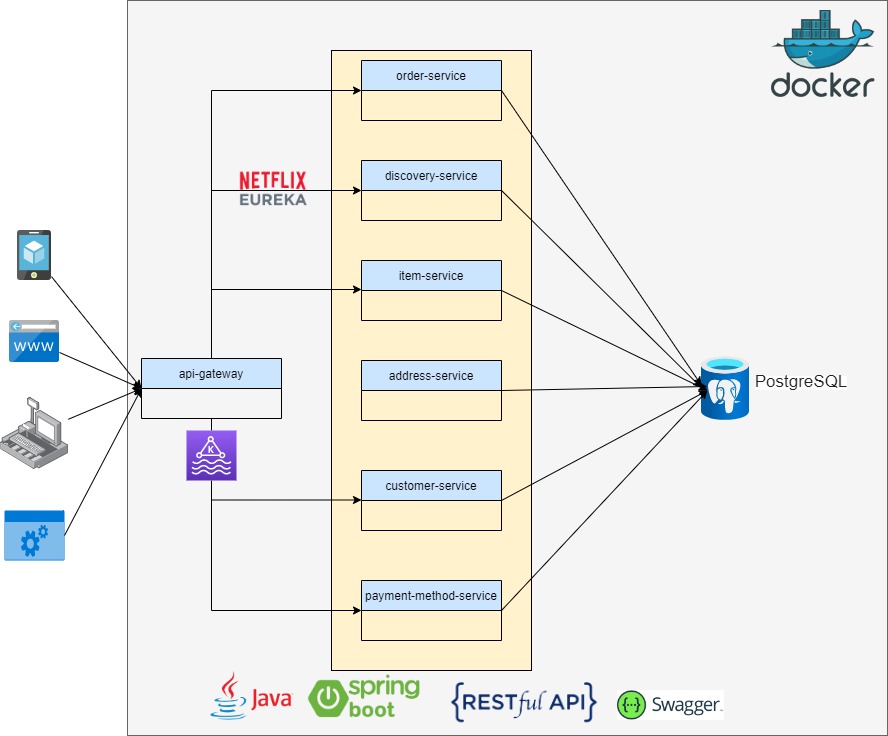 docker
order-service
NETFLIX
EUREKA
discovery-service
item-service
www
api-gateway
address-service
PostgreSQL
K
customer-service
payment-method-service
Java
spring
boot
{RESTful API}
{··} Swagger